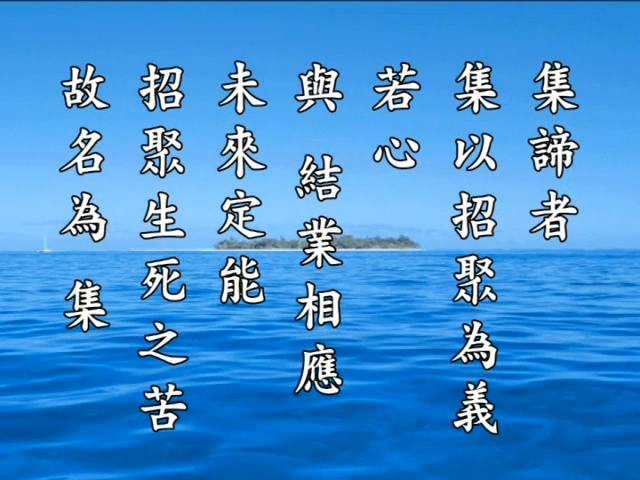 集諦者
集以招聚為義
若心
與 結業相應
未來定能
招聚生死之苦
故名為 集